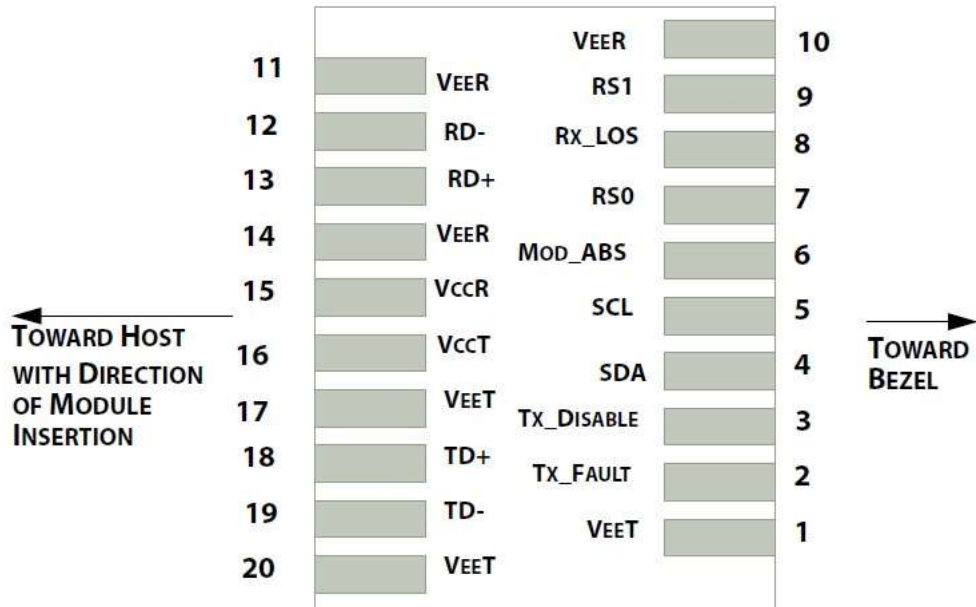 VEER 10
11 VEER
RS1 9
12 RD-
RX_LOS 8
13 RD+
RS0 7
14 VEER
MOD_ABS 6
15 VCCR
SCL 5
TOWARD HOST
WITH DIRECTION
OF MODULE
INSERTION
16 VCCT
TOWARD
BEZEL
SDA 4
17 VEET
TX_DISABLE 3
18 TD+
TX_FAULT 2
19 TD-
VEET 1
20 VEET